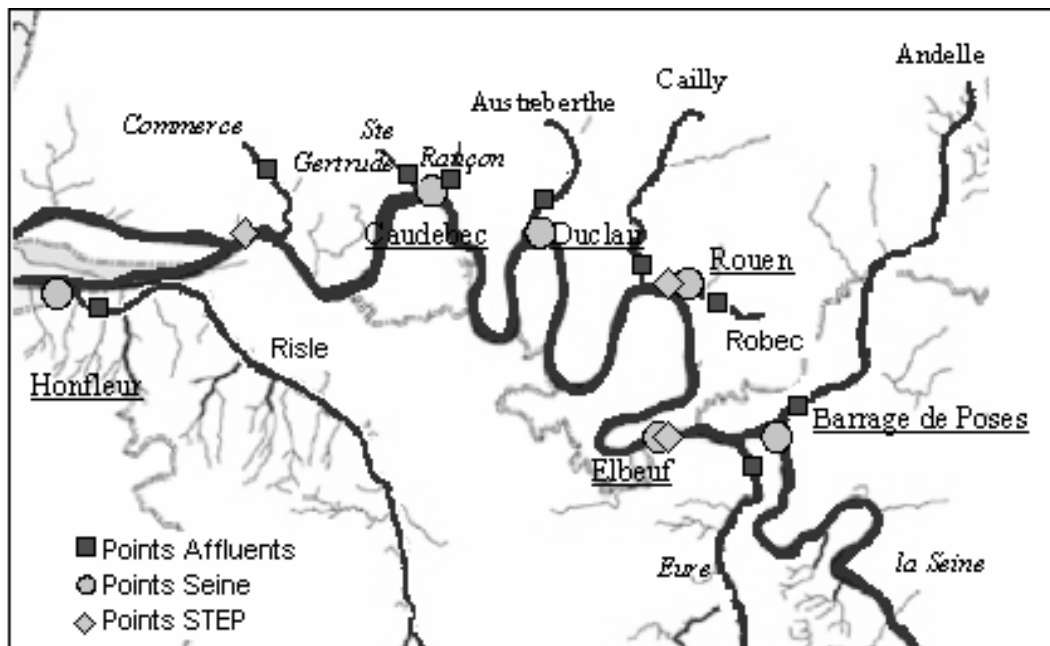 Andelle
Cailly
Austreberthe
Commerce
Ste
Gertrude
Rançon
Caudebec
Duclair
Rouen
Robec
Risle
Honfleur
Barrage de Poses
Elbeuf
Eure
la Seine
Points Affluents
Points Seine
Points STEP